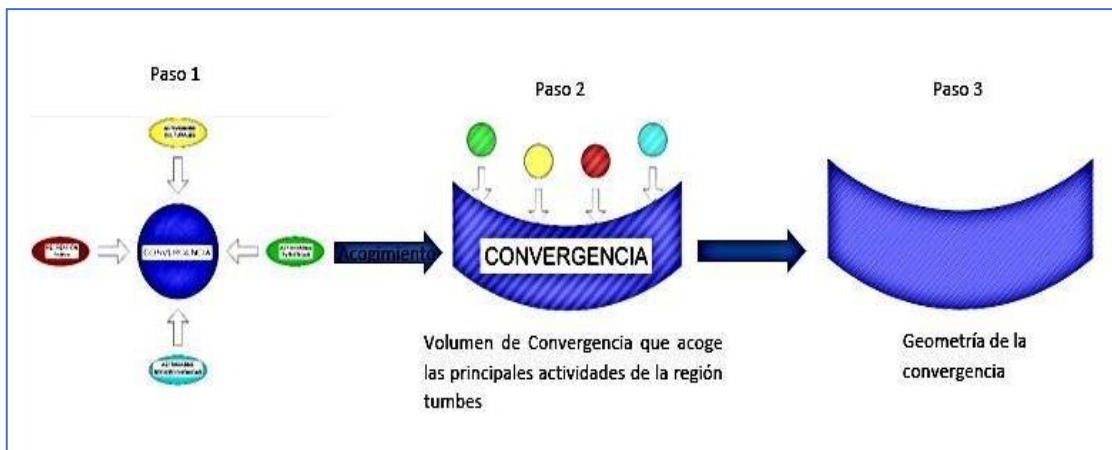 Paso 1
Paso 2
Paso 3
CONVERGENCIA
Acogimiento
CONVERGENCIA
Volumen de Convergencia que acoge
las principales actividades de la región
tumbes
Geometría de la
convergencia